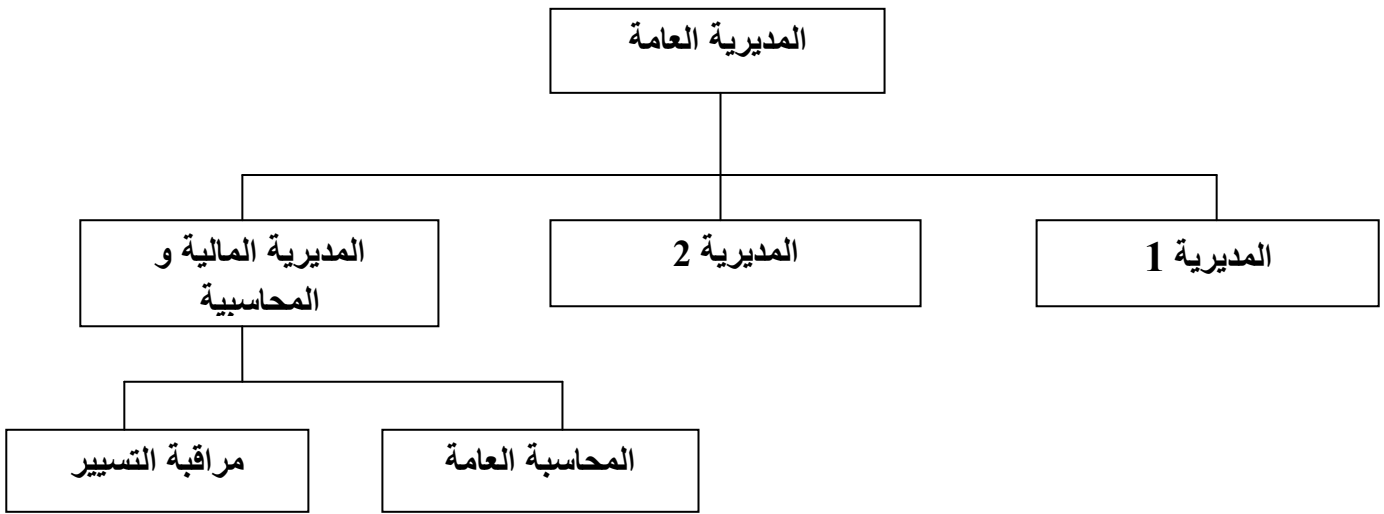 المديرية العامة
المديرية 1
المديرية 2
المديرية المالية و
المحاسبية
المحاسبة العامة
مراقبة التسيير